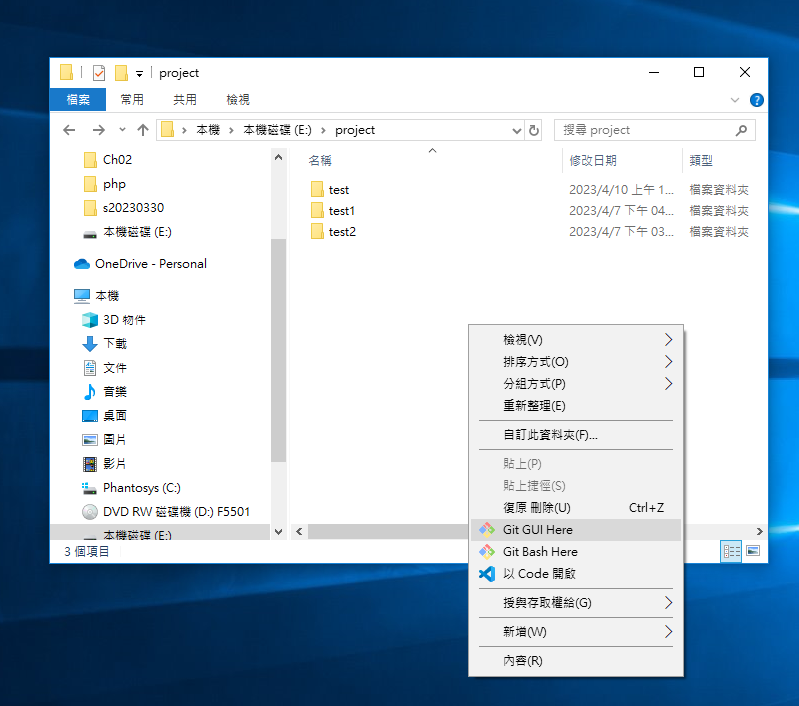 project
檔案 常用 共用 檢視
本機 本機磁碟 (E:) project 搜尋 project
Ch02
php
s20230330
本機磁碟 (E:)
OneDrive - Personal
本機
3D 物件
下載
文件
音樂
桌面
圖片
影片
Phantosys (C:)
DVD RW 磁碟機 (D:) F5501
本機磁碟 (E:)
名稱 修改日期 類型
test 2023/4/10 上午 1... 檔案資料夾
test1 2023/4/7 下午 04... 檔案資料夾
test2 2023/4/7 下午 03... 檔案資料夾
檢視(V)
排序方式(O)
分組方式(P)
重新整理(E)
自訂此資料夾(F)...
貼上(P)
貼上捷徑(S)
復原 刪除(U) Ctrl+Z
Git GUI Here
Git Bash Here
以 Code 開啟
授與存取權給(G)
新增(W)
內容(R)
3 個項目